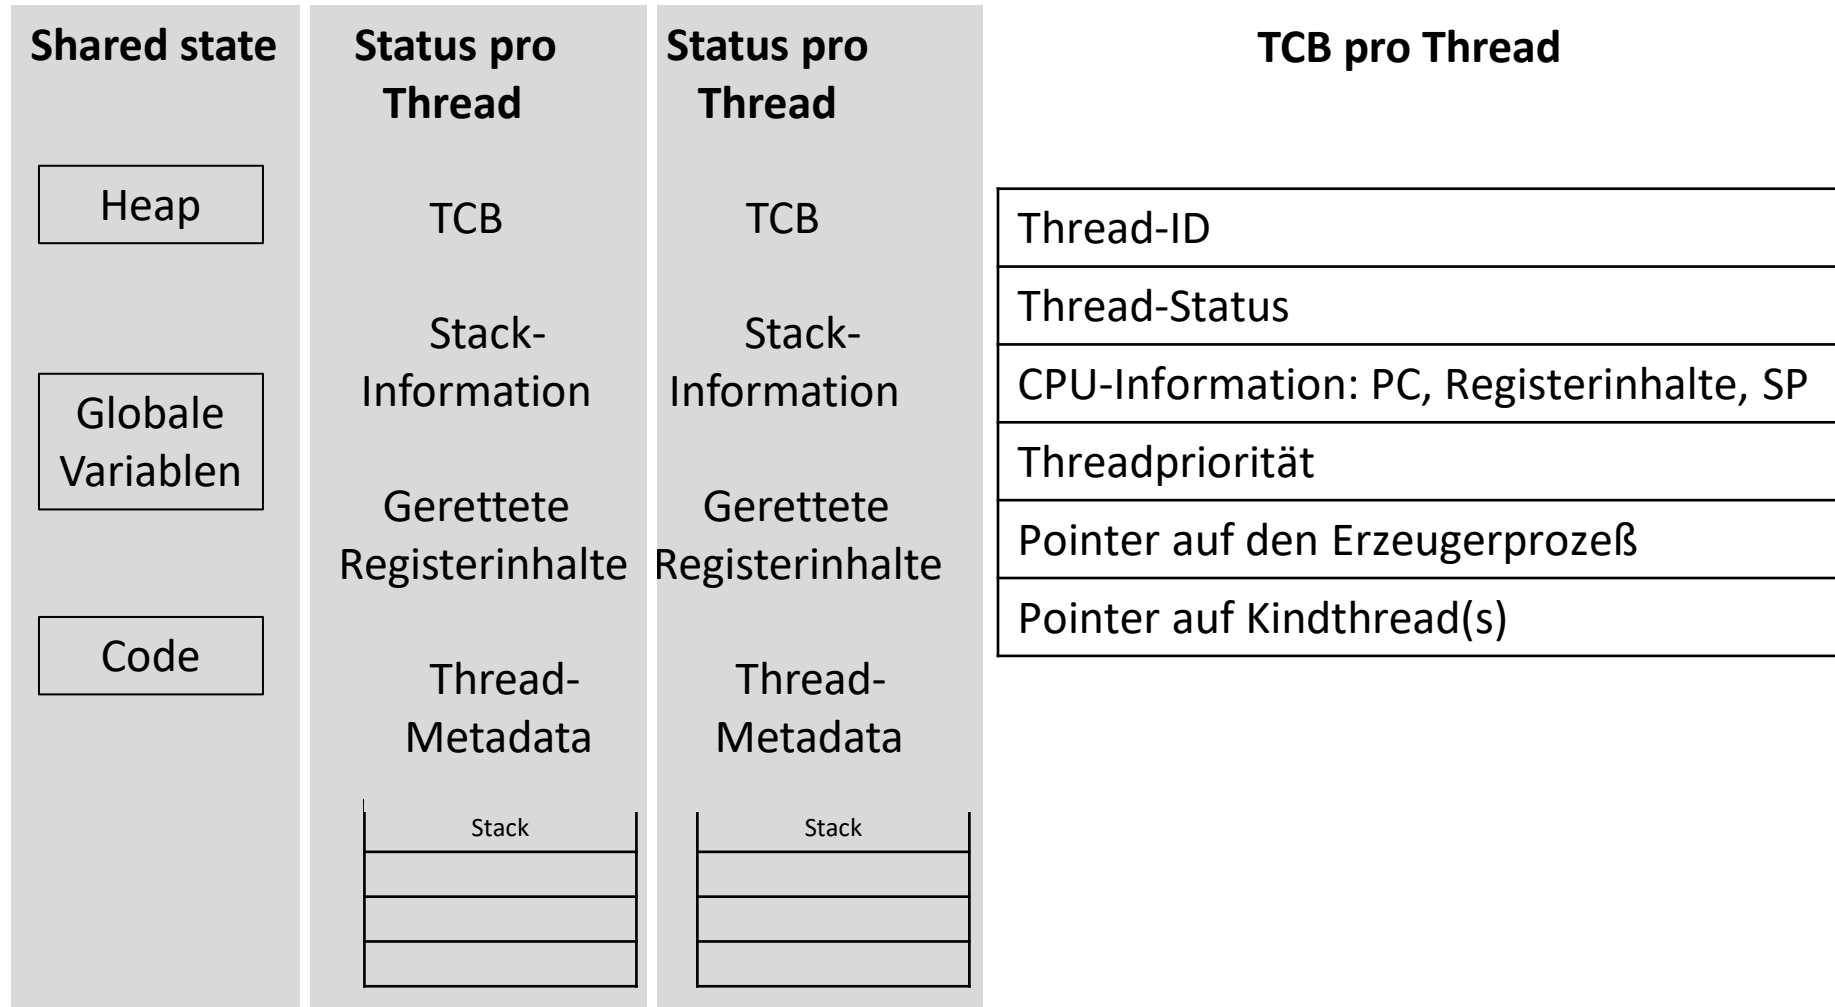 Shared state
Heap
Globale
Variablen
Code
Status pro
Thread
TCB
Stack-
Information
Gerettete
Registerinhalte
Thread-
Metadata
Stack
Status pro
Thread
TCB
Stack-
Information
Gerettete
Registerinhalte
Thread-
Metadata
Stack
TCB pro Thread
Thread-ID
Thread-Status
CPU-Information: PC, Registerinhalte, SP
Threadpriorität
Pointer auf den Erzeugerprozeß
Pointer auf Kindthread(s)